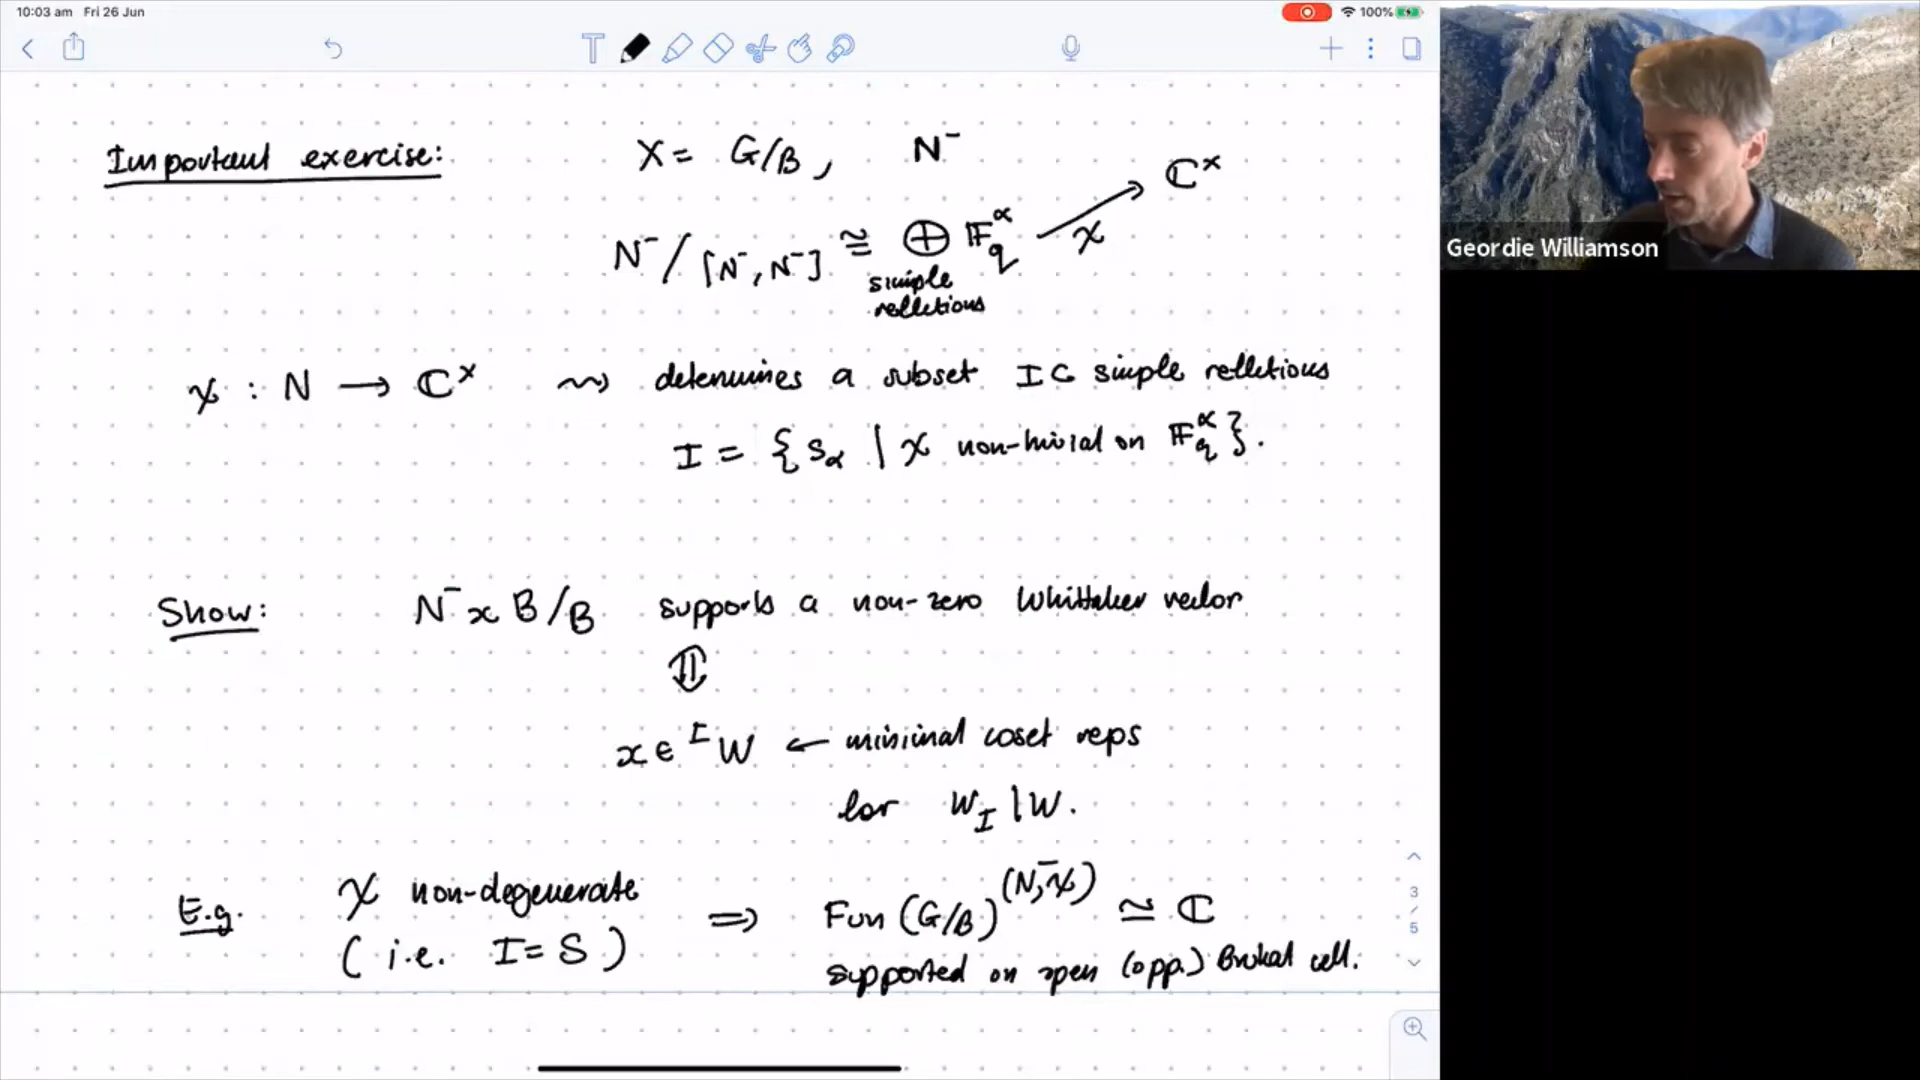 10:03 am Fri 26 Jun
100%
Important exercise: X = G/B, N⁻
N⁻/[N⁻, N⁻] ≅ ⊕ 𝔽_q^α ⟶ ℂ^×
χ
simple
reflections
χ : N ⟶ ℂ^× ⇝ determines a subset I ⊂ simple reflections
I = { s_α | χ non-trivial on 𝔽_q^α }.
Show: N⁻ x B/B supports a non-zero Whittaker vector
⇕
x ∈ ^I W ← minimal coset reps
for W_I \ W.
E.g. χ non-degenerate ⟹ Fun (G/B)^(N⁻, χ) ≅ ℂ
(i.e. I = S) supported on open (opp.) Bruhat cell.
3
/
5
Geordie Williamson